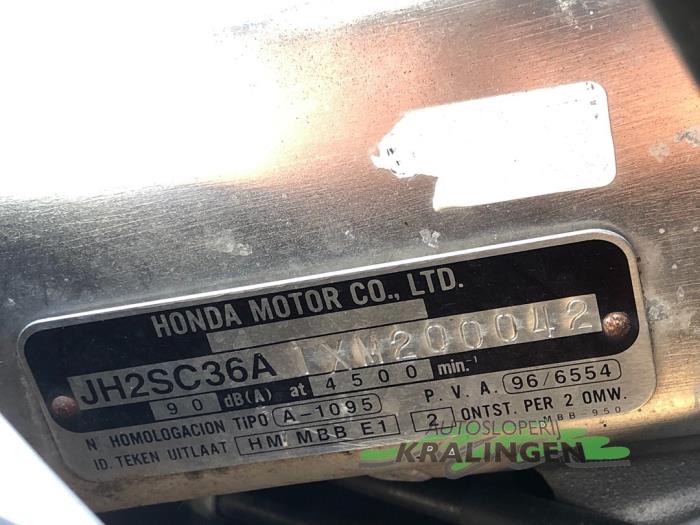 HONDA MOTOR CO., LTD.
JH2SC36A 1XM200042
90 dB(A) at 4500 min.-¹
P. V. A. 96/6554
Nº HOMOLOGACION TIPO A-1095
ID. TEKEN UITLAAT HM MBB E1 2 ONTST. PER 2 OMW.
MBB-950
AUTOSLOPERIJ
KRALINGEN